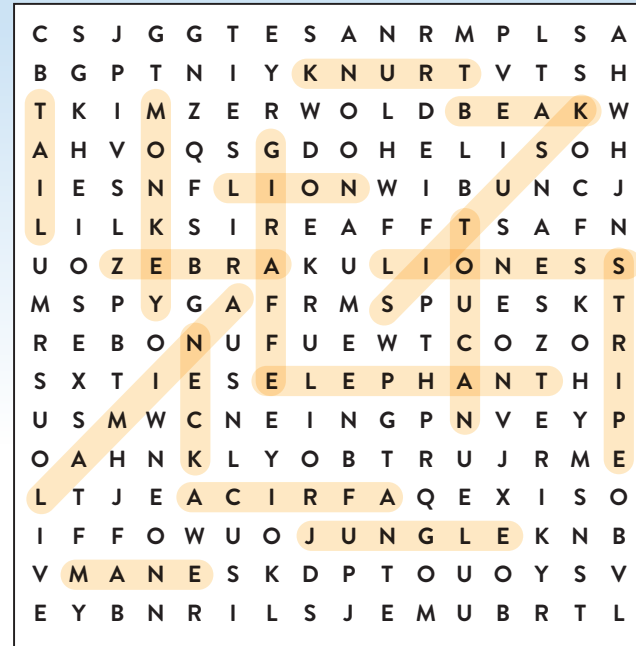 C S J G G T E S A N R M P L S A
B G P T N I Y K N U R T V T S H
T K I M Z E R W O L D B E A K W
A H V O Q S G D O H E L I S O H
I E S N F L I O N W I B U N C J
L I L K S I R E A F F T S A F N
U O Z E B R A K U L I O N E S S
M S P Y G A F R M S P U E S K T
R E B O N U F U E W T C O Z O R
S X T I E S E L E P H A N T H I
U S M W C N E I N G P N V E Y P
O A H N K L Y O B T R U J R M E
L T J E A C I R F A Q E X I S O
I F F O W U O J U N G L E K N B
V M A N E S K D P T O U O Y S V
E Y B N R I L S J E M U B R T L